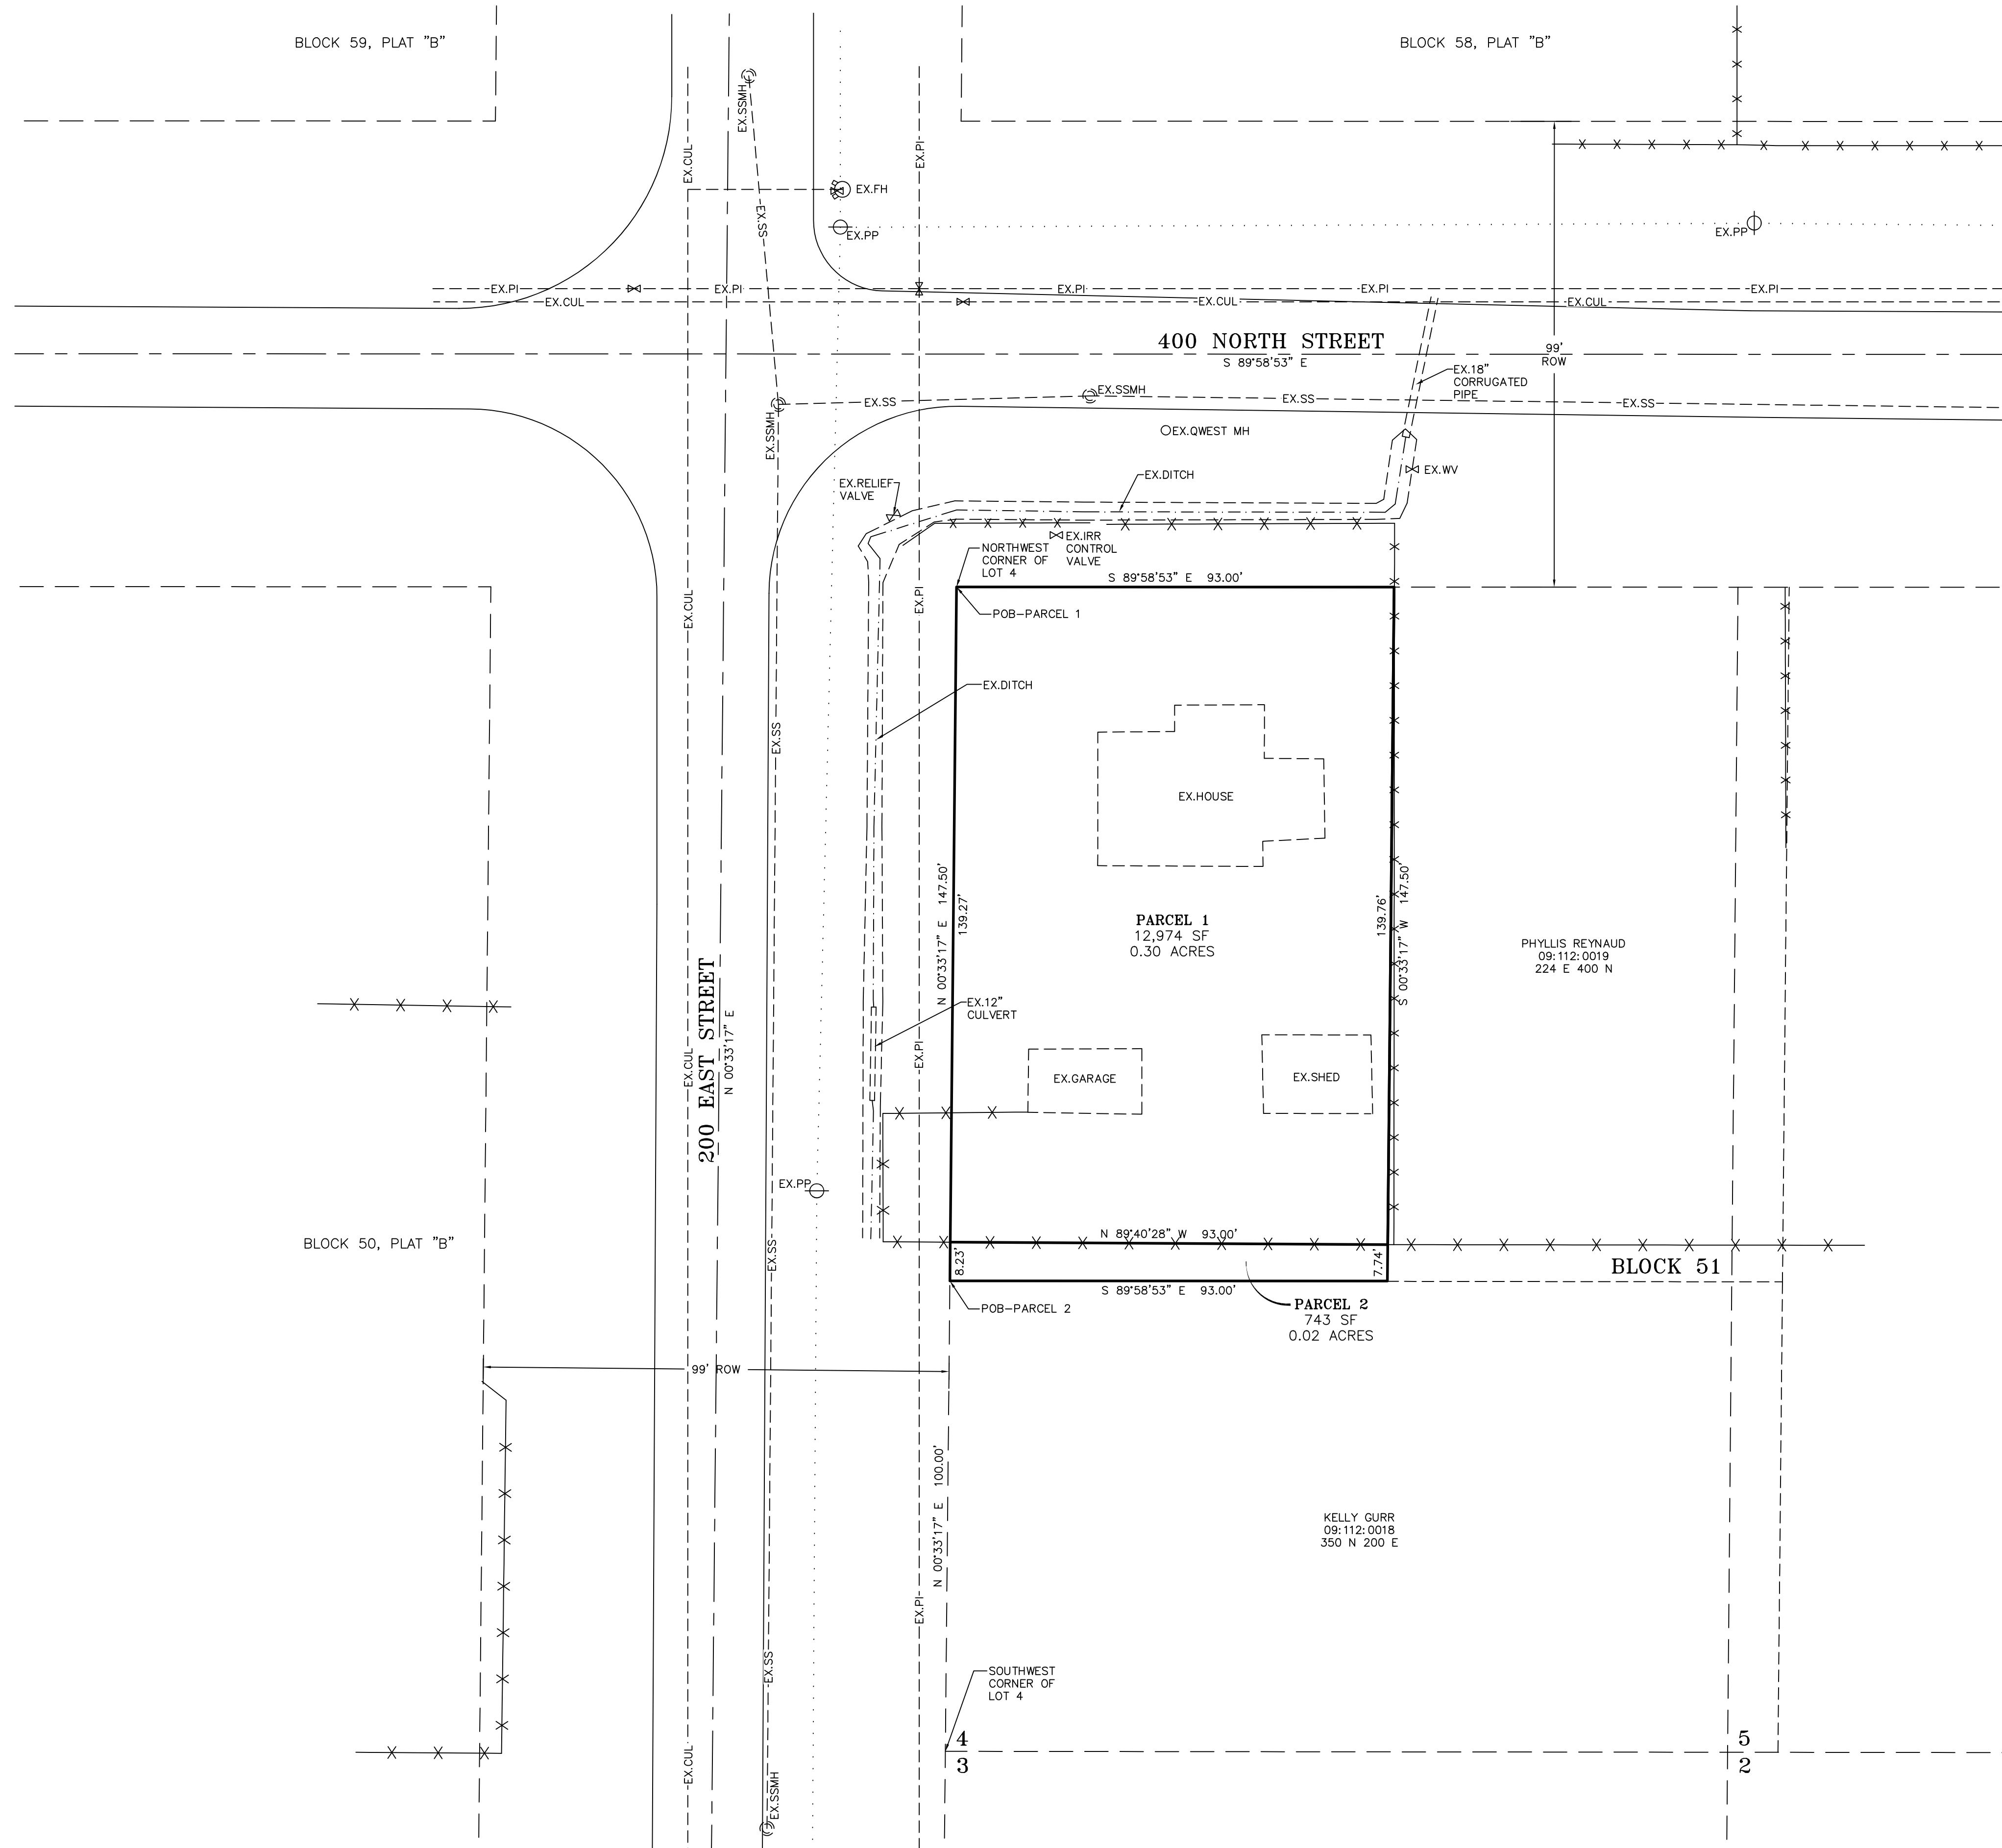 BLOCK 59, PLAT "B"
BLOCK 58, PLAT "B"
EX.SSMH
EX.CUL
EX.PI
EX.SS
EX.FH
EX.PP
EX.PP
EX.PI
EX.PI
EX.PI
EX.PI
EX.PI
EX.CUL
EX.CUL
EX.CUL
400 NORTH STREET
S 89°58'53" E
99'
ROW
EX.18"
CORRUGATED
PIPE
EX.SSMH
EX.SS
EX.SSMH
EX.SS
EX.SS
EX.QWEST MH
EX.WV
EX.RELIEF
VALVE
EX.DITCH
EX.IRR
CONTROL
VALVE
NORTHWEST
CORNER OF
LOT 4
S 89°58'53" E 93.00'
POB-PARCEL 1
EX.CUL
EX.PI
EX.DITCH
EX.SS
EX.HOUSE
N 00°33'17" E 147.50'
139.27'
139.76'
S 00°33'17" W 147.50'
PARCEL 1
12,974 SF
0.30 ACRES
PHYLLIS REYNAUD
09:112:0019
224 E 400 N
EX.12"
CULVERT
200 EAST STREET
N 00°33'17" E
EX.CUL
EX.PI
EX.GARAGE
EX.SHED
EX.PP
BLOCK 50, PLAT "B"
EX.SS
N 89°40'28" W 93.00'
8.23'
7.74'
BLOCK 51
S 89°58'53" E 93.00'
POB-PARCEL 2
PARCEL 2
743 SF
0.02 ACRES
99' ROW
N 00°33'17" E 100.00'
KELLY GURR
09:112:0018
350 N 200 E
EX.PI
EX.SS
SOUTHWEST
CORNER OF
LOT 4
EX.CUL
EX.SSMH
4
3
5
2